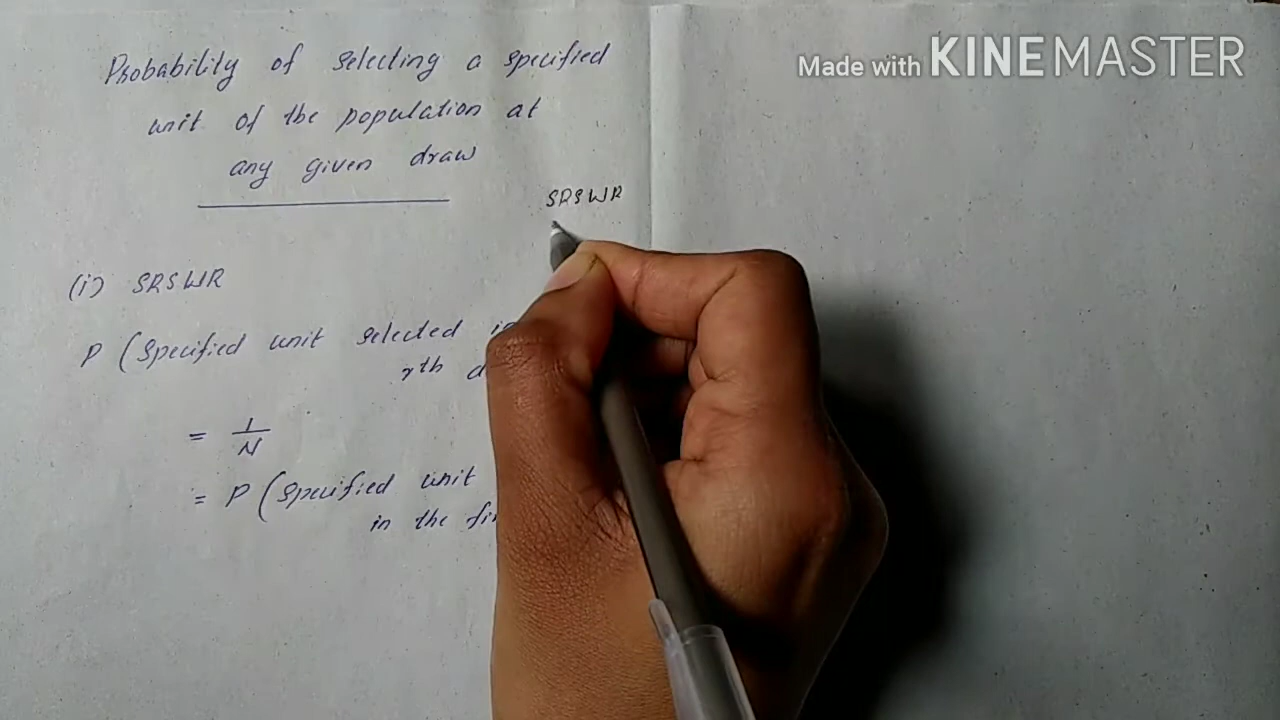 Probability of selecting a specified
unit of the population at
any given draw
SRSWR
(i) SRSWR
P (Specified unit selected
rth
= 1/N
= P (Specified unit
in the
Made with KINEMASTER